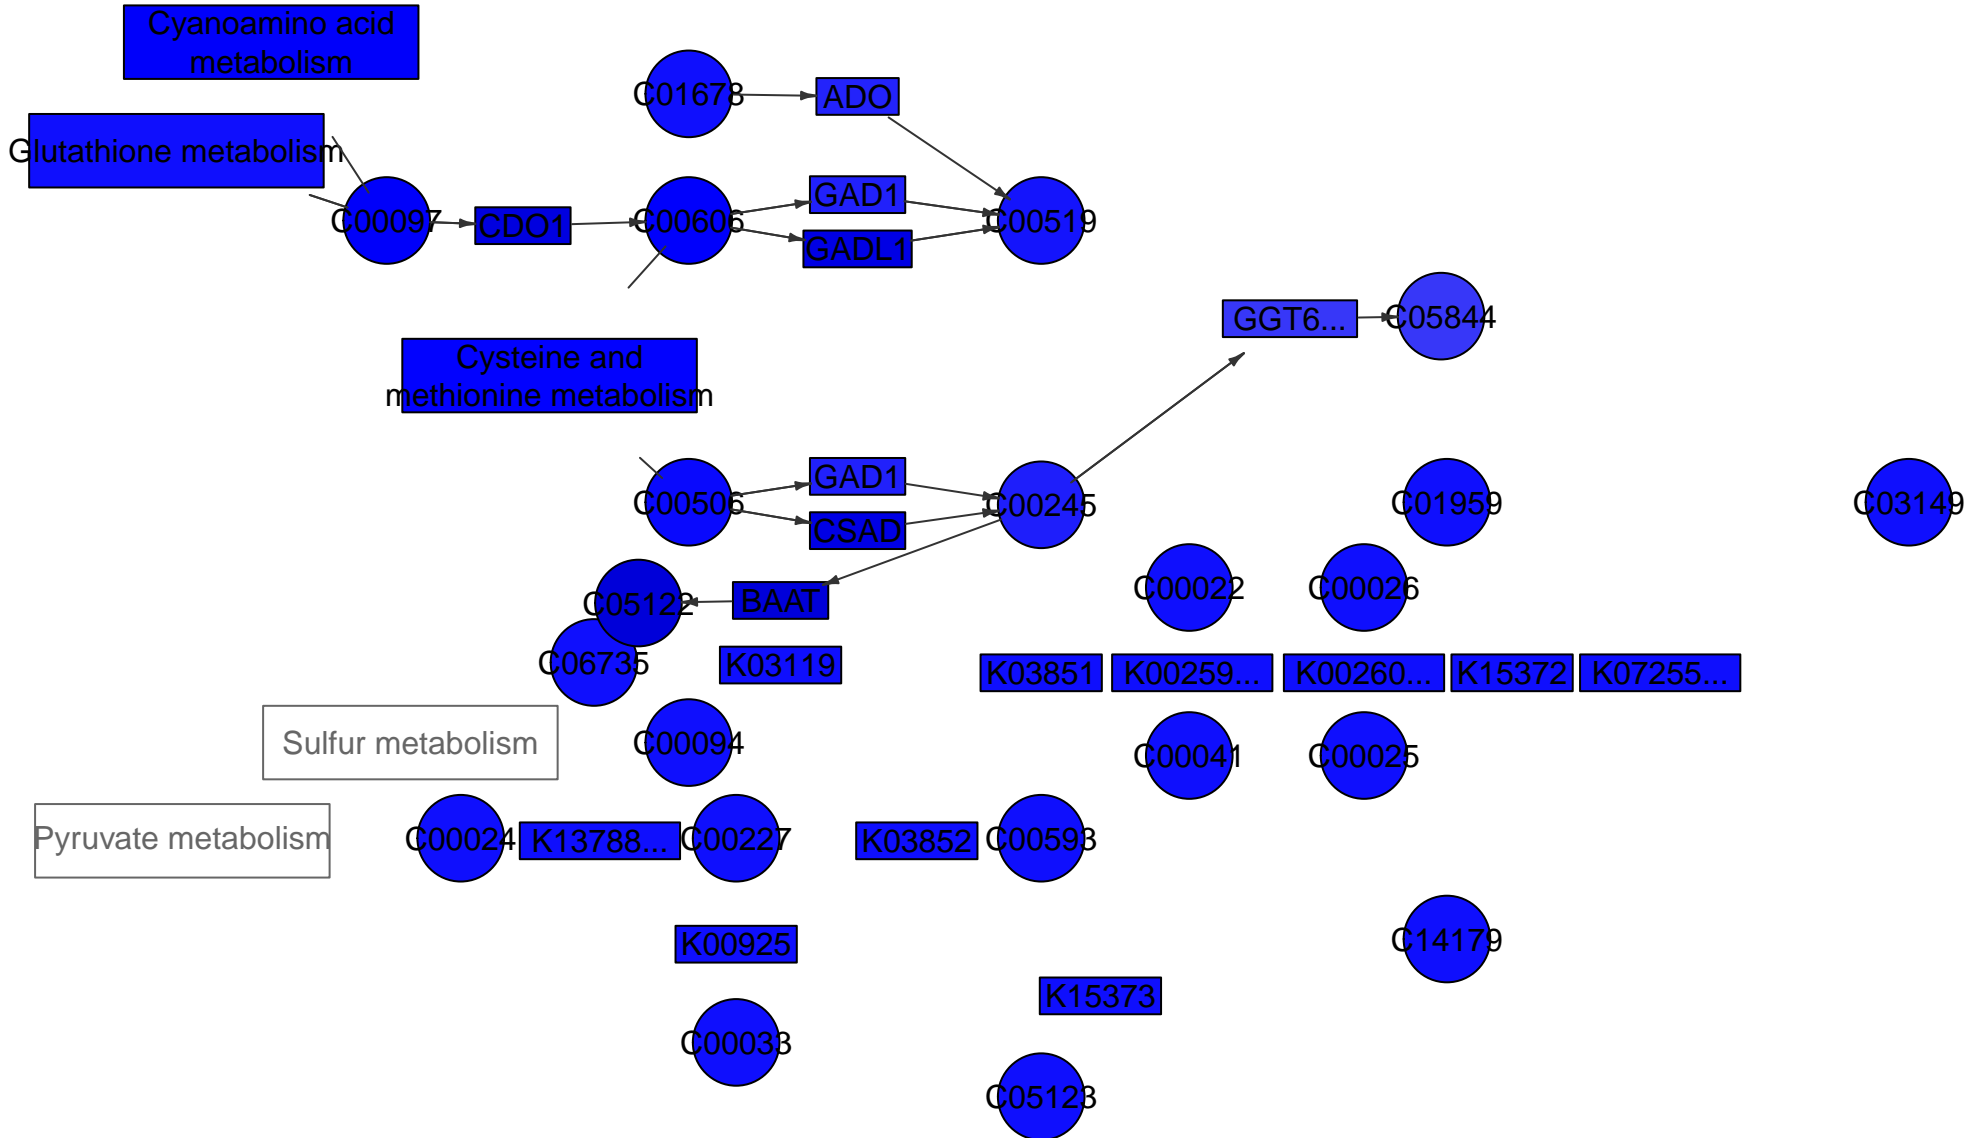 Cyanoamino acid
metabolism
C01678
ADO
Glutathione metabolism
GAD1
C00097
CDO1
C00606
C00519
GADL1
GGT6...
C05844
Cysteine and
methionine metabolism
GAD1
C00506
C00245
C01959
C03149
CSAD
C05122
BAAT
C00022
C00026
C06735
K03119
K03851
K00259...
K00260...
K15372
K07255...
Sulfur metabolism
C00094
C00041
C00025
Pyruvate metabolism
C00024
K13788...
C00227
K03852
C00593
K00925
C14179
K15373
C00033
C05123